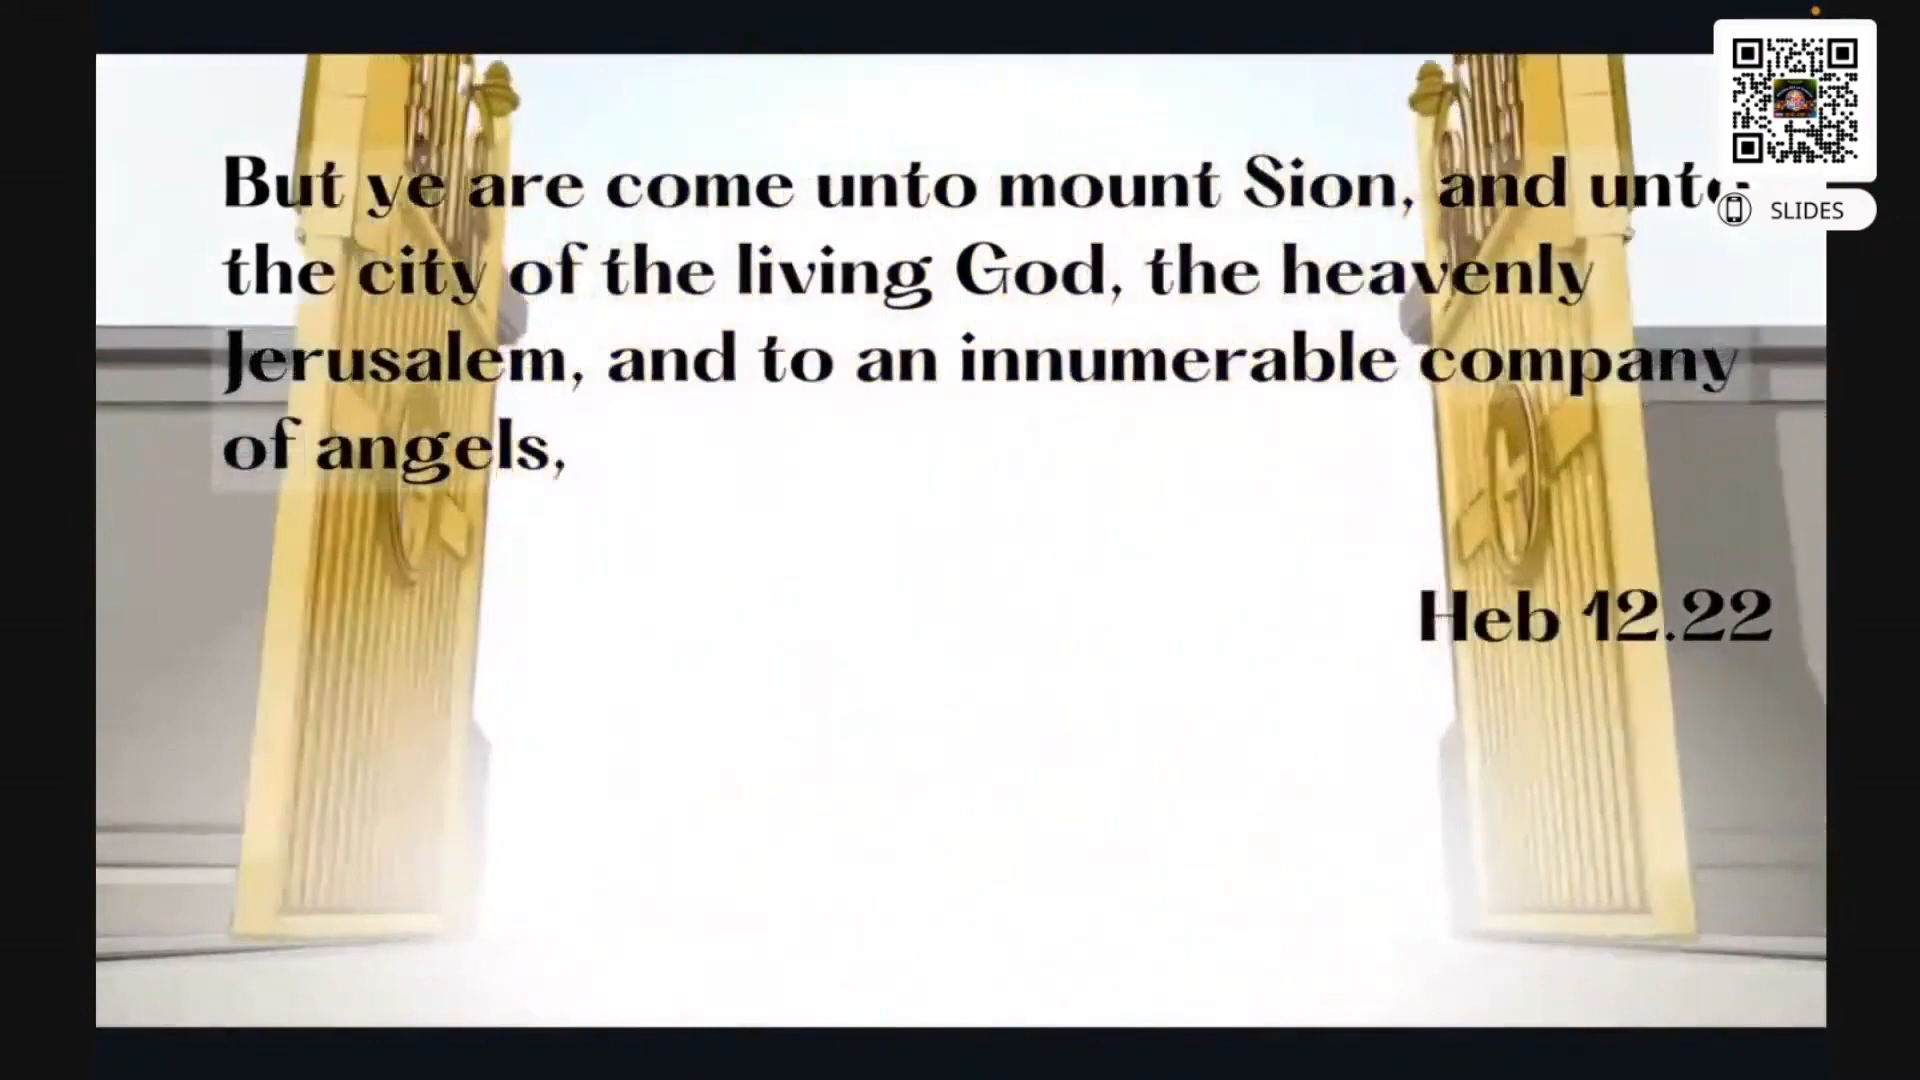 But ye are come unto mount Sion, and unto
the city of the living God, the heavenly
Jerusalem, and to an innumerable company
of angels,
Heb 12.22
SLIDES